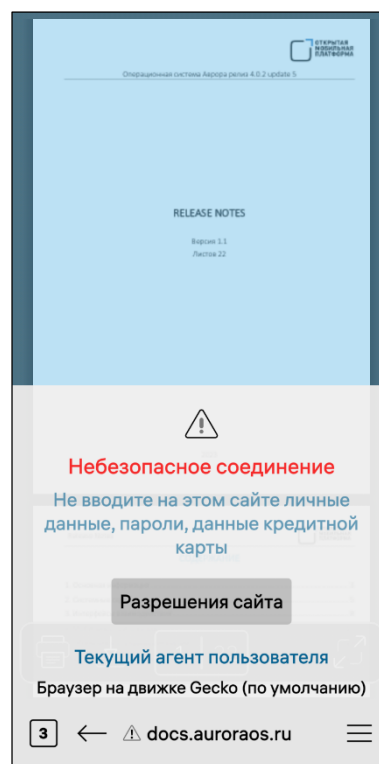 ОТКРЫТАЯ
МОБИЛЬНАЯ
ПЛАТФОРМА
Операционная система Аврора релиз 4.0.2 update 5
RELEASE NOTES
Версия 1.1
Листов 22
Небезопасное соединение
Не вводите на этом сайте личные
данные, пароли, данные кредитной
карты
Разрешения сайта
Текущий агент пользователя
Браузер на движке Gecko (по умолчанию)
3 docs.auroraos.ru